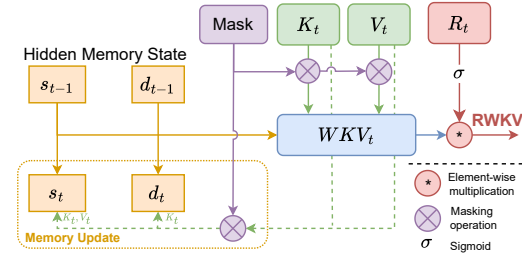 Mask
K_t
V_t
R_t
Hidden Memory State
s_{t-1}
d_{t-1}
σ
RWKV
WKV_t
*
s_t
d_t
K_t, V_t
K_t
Memory Update
* Element-wise
multiplication
Masking
operation
σ Sigmoid